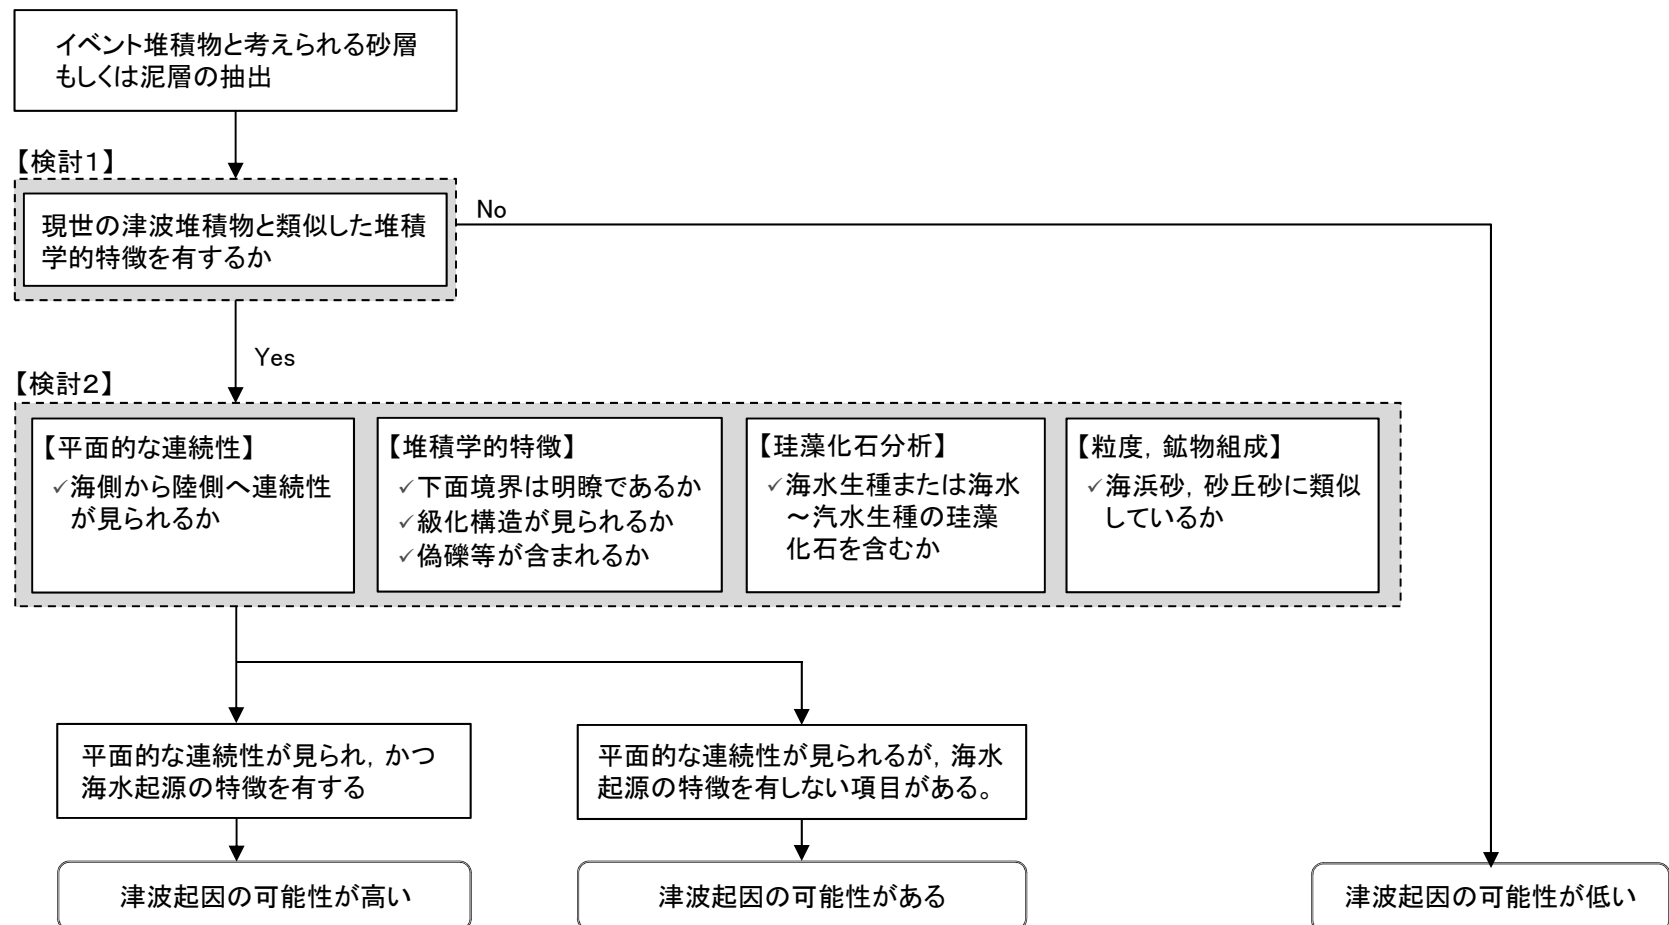 イベント堆積物と考えられる砂層
もしくは泥層の抽出
【検討1】
現世の津波堆積物と類似した堆積
学的特徴を有するか
No
Yes
【検討2】
【平面的な連続性】
✓海側から陸側へ連続性
が見られるか
【堆積学的特徴】
✓下面境界は明瞭であるか
✓級化構造が見られるか
✓偽礫等が含まれるか
【珪藻化石分析】
✓海水生種または海水
～汽水生種の珪藻
化石を含むか
【粒度，鉱物組成】
✓海浜砂，砂丘砂に類似
しているか
平面的な連続性が見られ，かつ
海水起源の特徴を有する
平面的な連続性が見られるが，海水
起源の特徴を有しない項目がある。
津波起因の可能性が高い
津波起因の可能性がある
津波起因の可能性が低い